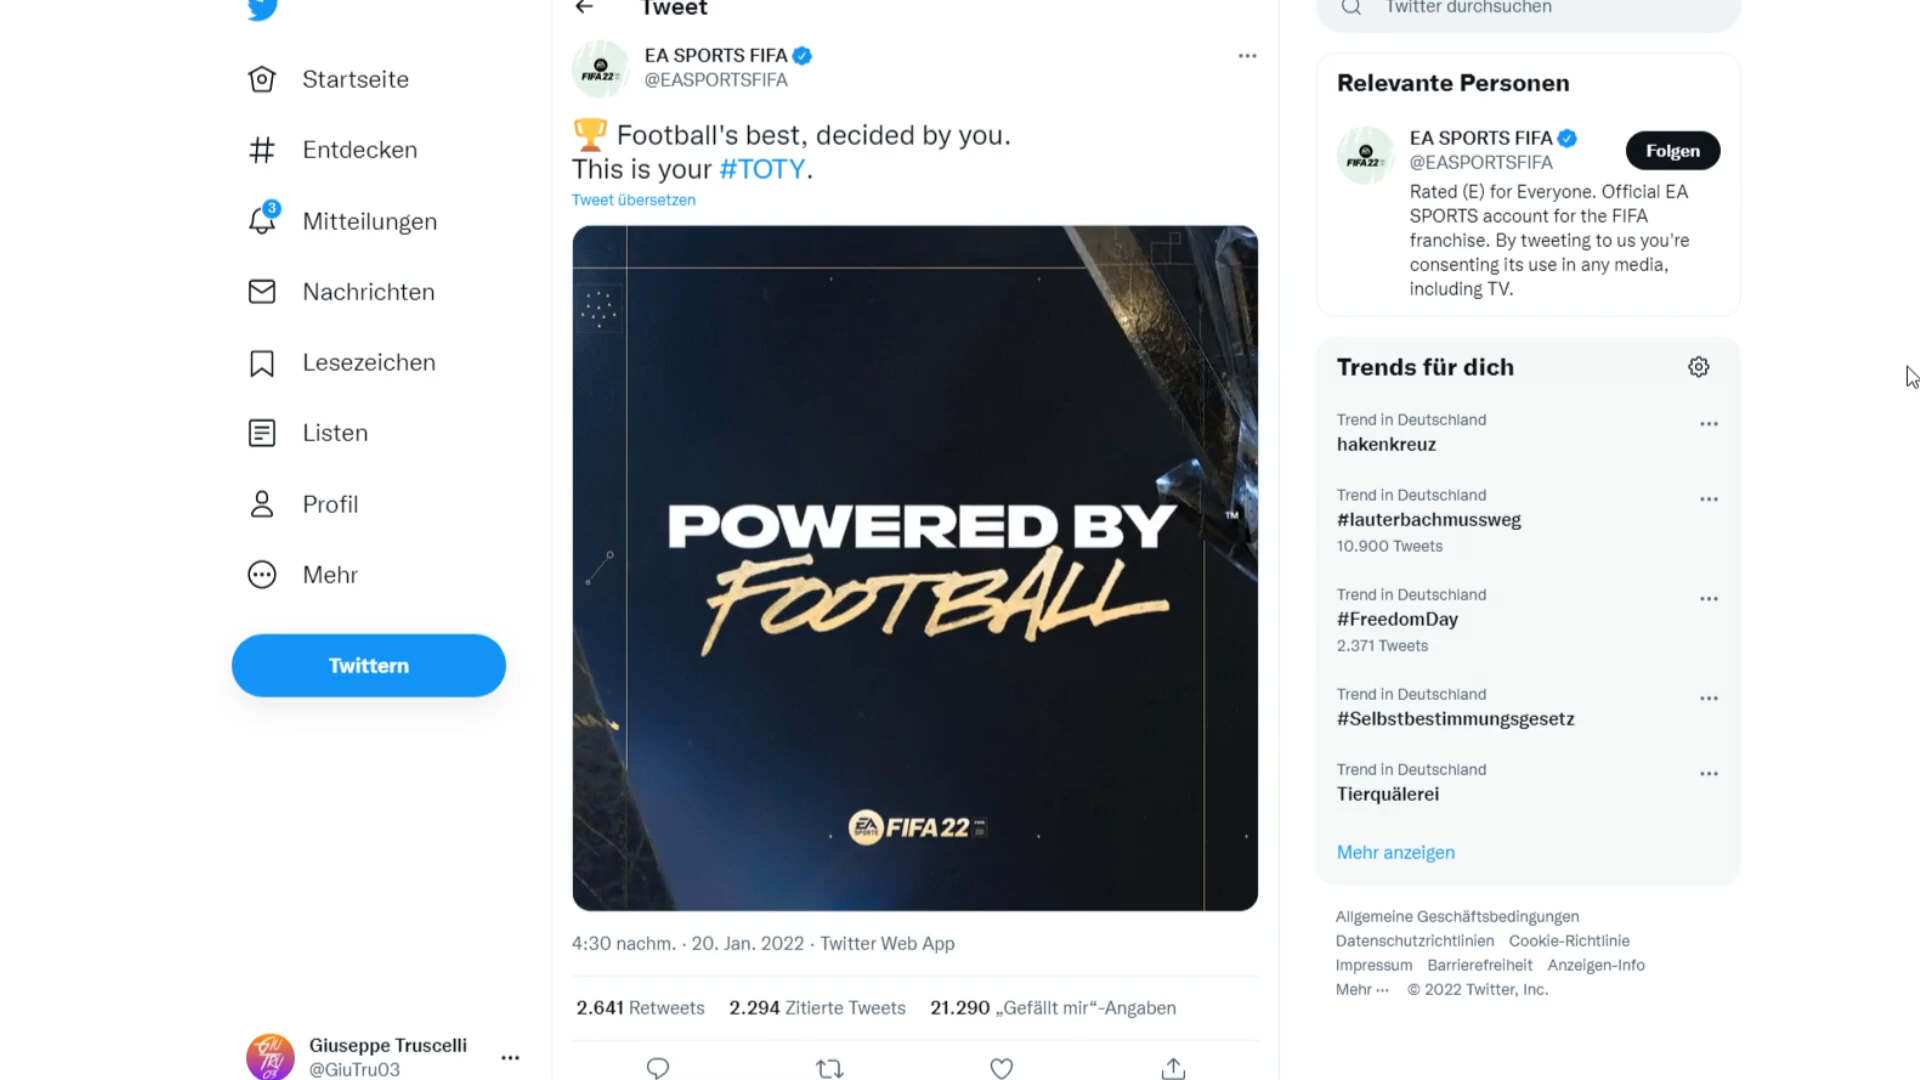 Startseite
Entdecken
3
Mitteilungen
Nachrichten
Lesezeichen
Listen
Profil
Mehr
Twittern
Giuseppe Truscelli
@GiuTru03
Tweet
FIFA 22
EA SPORTS FIFA
@EASPORTSFIFA
🏆 Football's best, decided by you.
This is your #TOTY.
Tweet übersetzen
POWERED BY
™
FOOTBALL
EA SPORTS FIFA 22
4:30 nachm. · 20. Jan. 2022 · Twitter Web App
2.641 Retweets 2.294 Zitierte Tweets 21.290 „Gefällt mir“-Angaben
Twitter durchsuchen
Relevante Personen
FIFA 22
EA SPORTS FIFA
@EASPORTSFIFA
Folgen
Rated (E) for Everyone. Official EA
SPORTS account for the FIFA
franchise. By tweeting to us you're
consenting its use in any media,
including TV.
Trends für dich
Trend in Deutschland
hakenkreuz
Trend in Deutschland
#lauterbachmussweg
10.900 Tweets
Trend in Deutschland
#FreedomDay
2.371 Tweets
Trend in Deutschland
#Selbstbestimmungsgesetz
Trend in Deutschland
Tierquälerei
Mehr anzeigen
Allgemeine Geschäftsbedingungen
Datenschutzrichtlinien Cookie-Richtlinie
Impressum Barrierefreiheit Anzeigen-Info
Mehr ··· © 2022 Twitter, Inc.